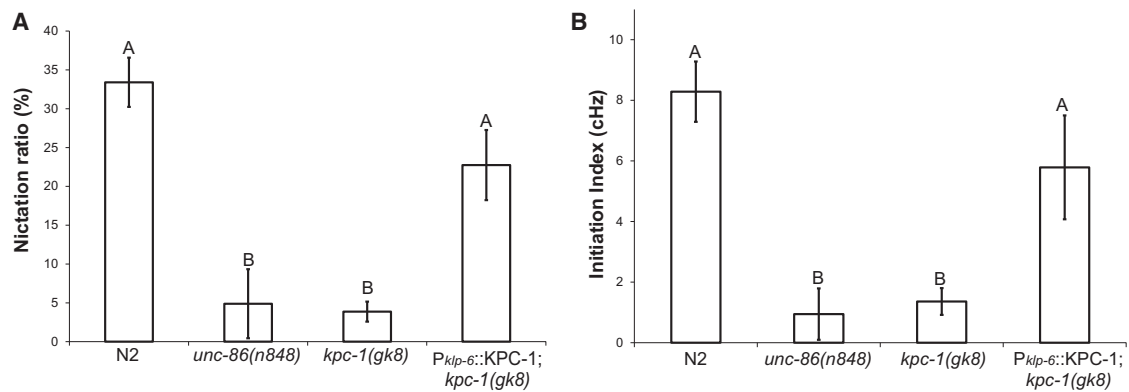 A
Nictation ratio (%)
40
35
30
25
20
15
10
5
0
A
B
B
A
N2
unc-86(n848)
kpc-1(gk8)
Pklp-6::KPC-1;
kpc-1(gk8)
B
Initiation Index (cHz)
10
8
6
4
2
0
A
B
B
A
N2
unc-86(n848)
kpc-1(gk8)
Pklp-6::KPC-1;
kpc-1(gk8)